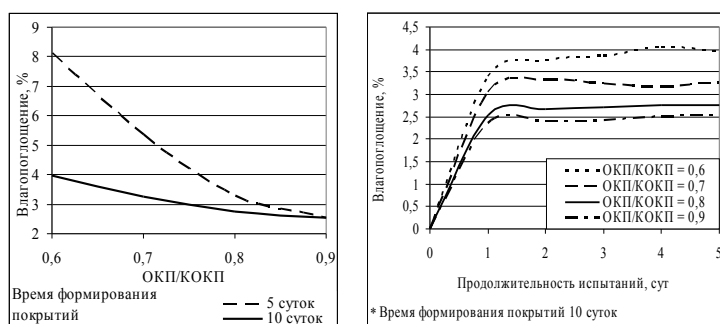 Влагопоглощение, %
9
8
7
6
5
4
3
2
0,6 0,7 0,8 0,9
ОКП/КОКП
Время формирования
покрытий
5 суток
10 суток
Влагопоглощение, %
4,5
4
3,5
3
2,5
2
1,5
1
0,5
0
0 1 2 3 4 5
ОКП/КОКП = 0,6
ОКП/КОКП = 0,7
ОКП/КОКП = 0,8
ОКП/КОКП = 0,9
Продолжительность испытаний, сут
* Время формирования покрытий 10 суток